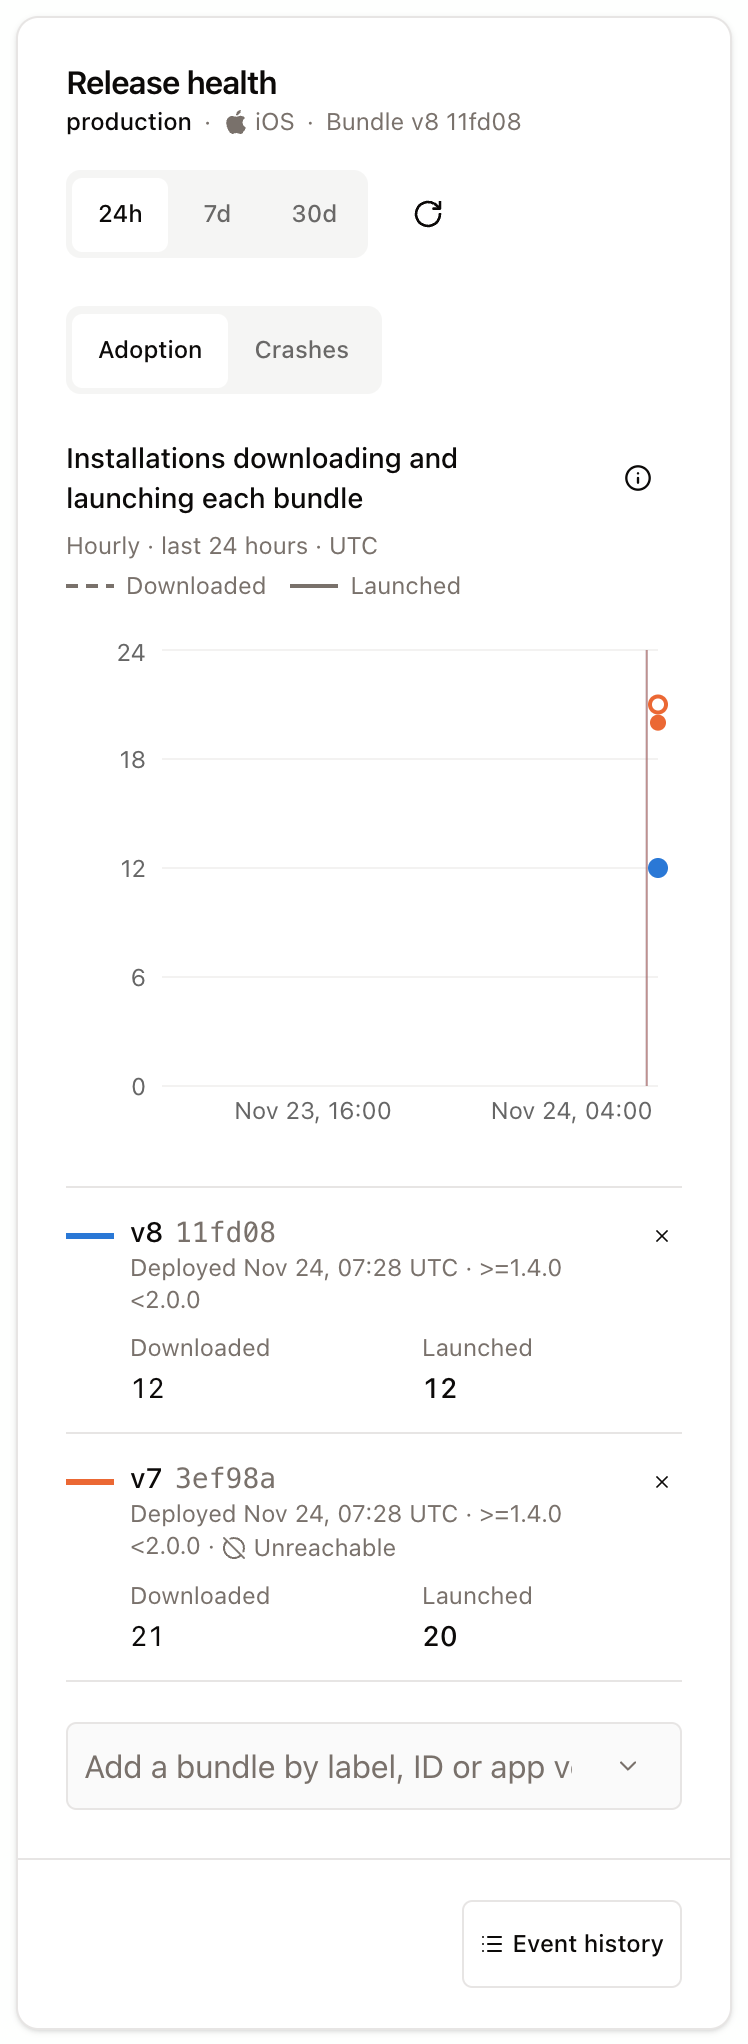 Release health
production · iOS · Bundle v8 11fd08
24h 7d 30d
Adoption Crashes
Installations downloading and
launching each bundle
Hourly · last 24 hours · UTC
Downloaded Launched
24
18
12
6
0
Nov 23, 16:00 Nov 24, 04:00
v8 11fd08
Deployed Nov 24, 07:28 UTC · >=1.4.0
<2.0.0
Downloaded Launched
12 12
v7 3ef98a
Deployed Nov 24, 07:28 UTC · >=1.4.0
<2.0.0 · Unreachable
Downloaded Launched
21 20
Add a bundle by label, ID or app
Event history